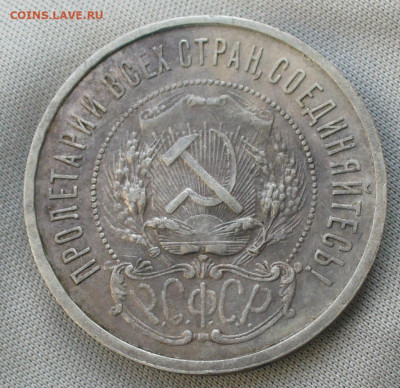 COINS.LAVE.RU
ПРОЛЕТАРИИ ВСЕХ СТРАН, СОЕДИНЯЙТЕСЬ!
Р.С.Ф.С.Р.